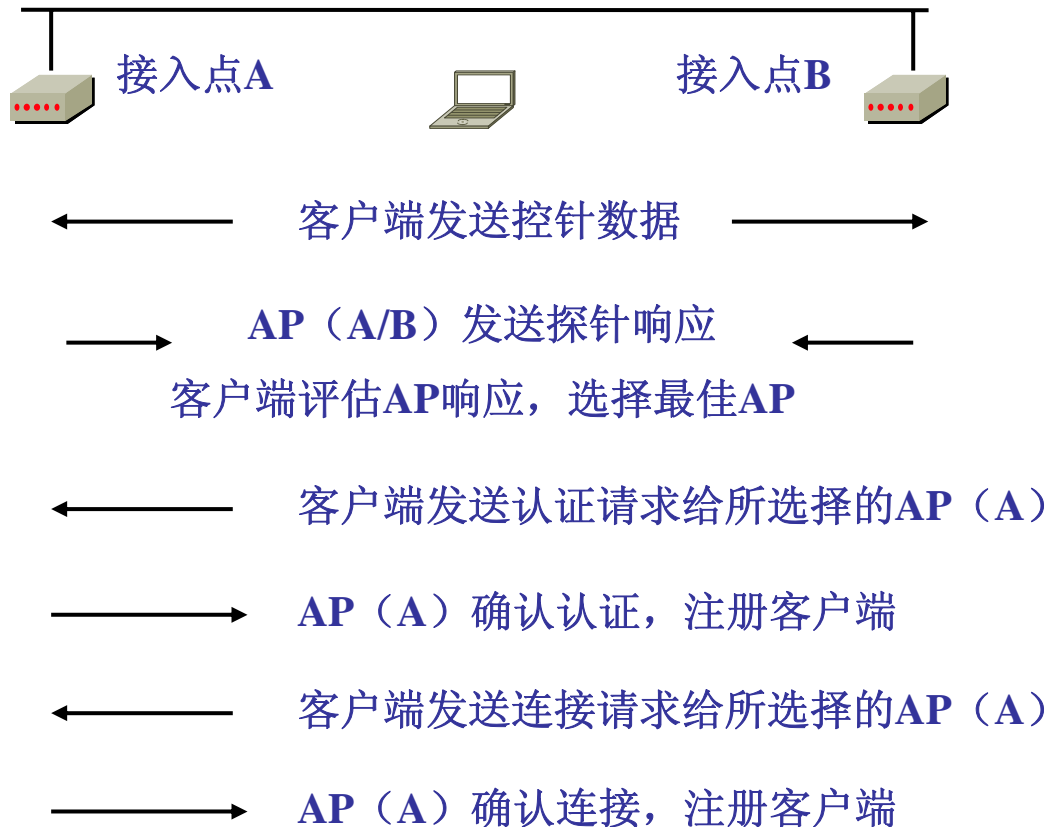 接入点A
接入点B
客户端发送控针数据
AP（A/B）发送探针响应
客户端评估AP响应，选择最佳AP
客户端发送认证请求给所选择的AP（A）
AP（A）确认认证，注册客户端
客户端发送连接请求给所选择的AP（A）
AP（A）确认连接，注册客户端